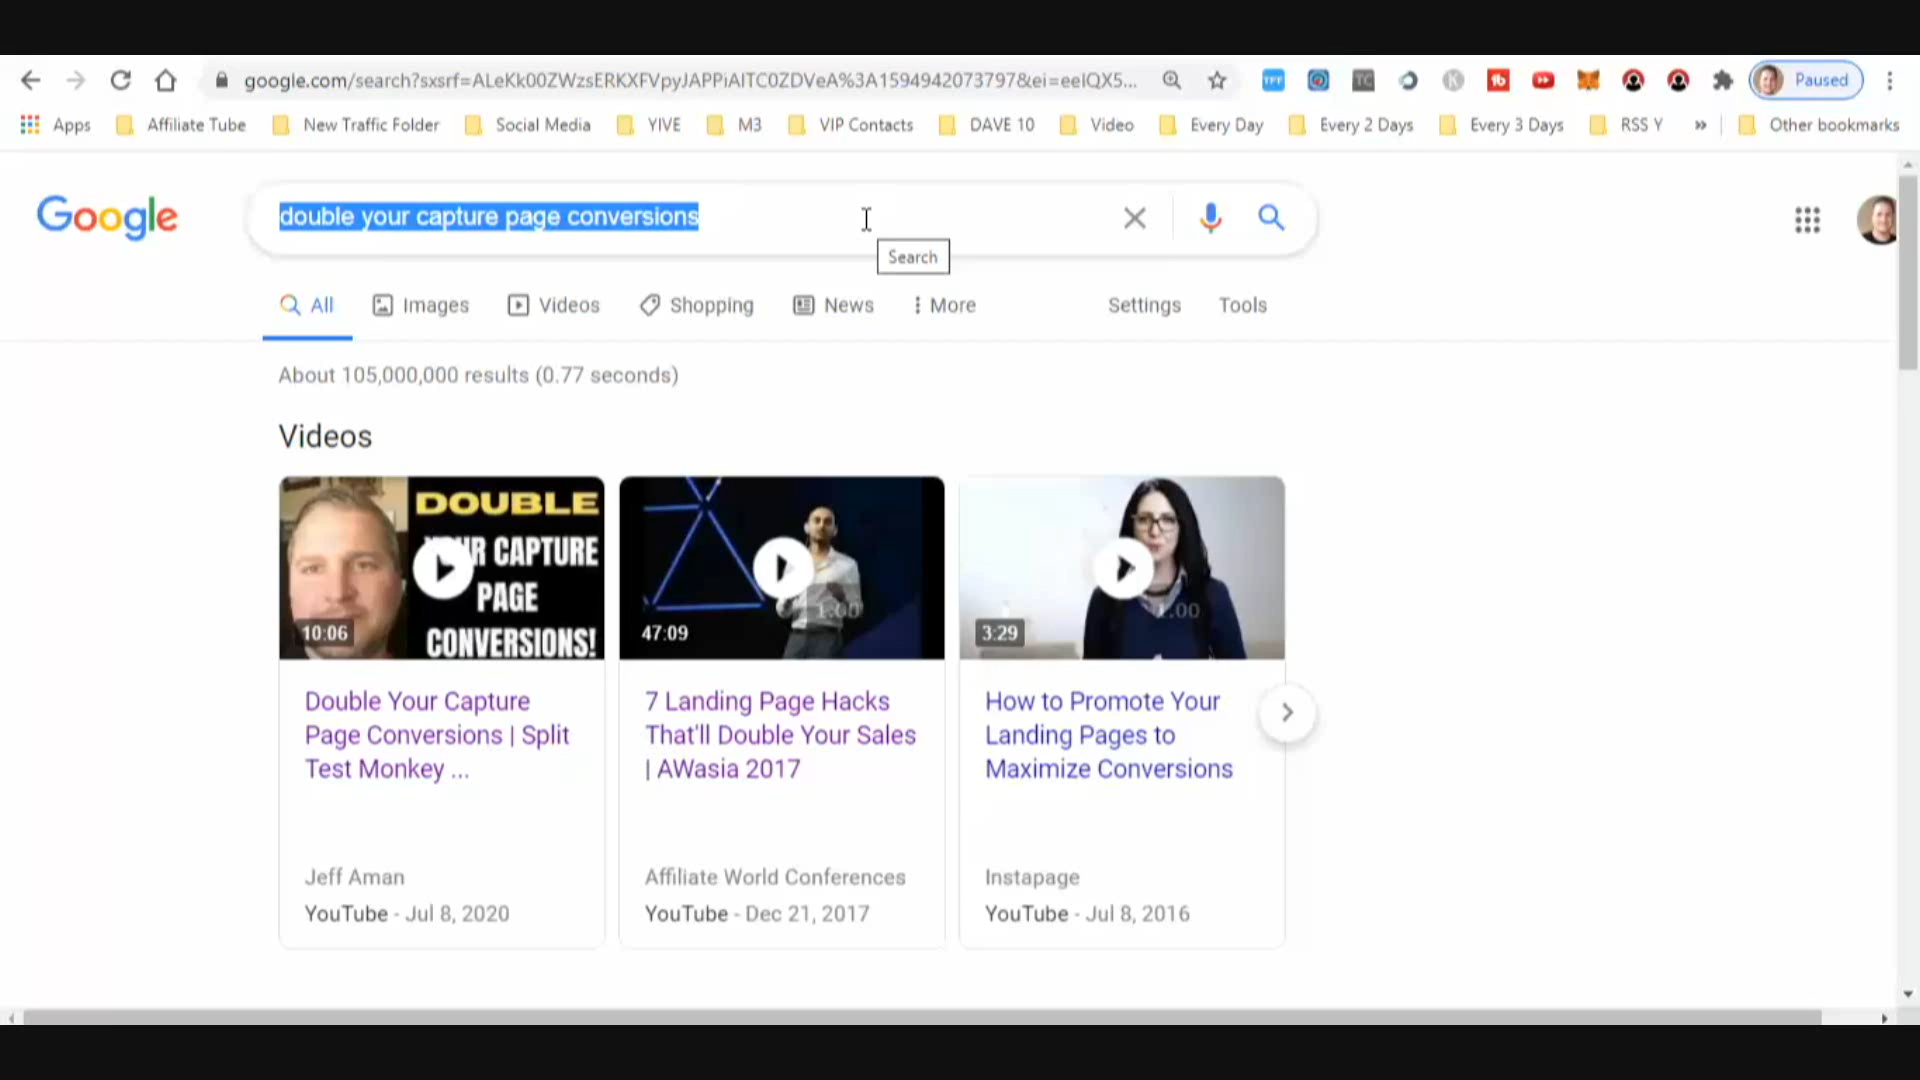 google.com/search?sxsrf=ALeKk00ZWzsERKXFVpyJAPPiAITC0ZDVeA%3A1594942073797&ei=eeIQX5...
Paused
Apps
Affiliate Tube
New Traffic Folder
Social Media
YIVE
M3
VIP Contacts
DAVE 10
Video
Every Day
Every 2 Days
Every 3 Days
RSS Y
»
Other bookmarks
Google
double your capture page conversions
Search
All
Images
Videos
Shopping
News
More
Settings
Tools
About 105,000,000 results (0.77 seconds)
Videos
DOUBLE
R CAPTURE
PAGE
CONVERSIONS!
10:06
47:09
3:29
Double Your Capture
Page Conversions | Split
Test Monkey ...
Jeff Aman
YouTube - Jul 8, 2020
7 Landing Page Hacks
That'll Double Your Sales
| AWasia 2017
Affiliate World Conferences
YouTube - Dec 21, 2017
How to Promote Your
Landing Pages to
Maximize Conversions
Instapage
YouTube - Jul 8, 2016